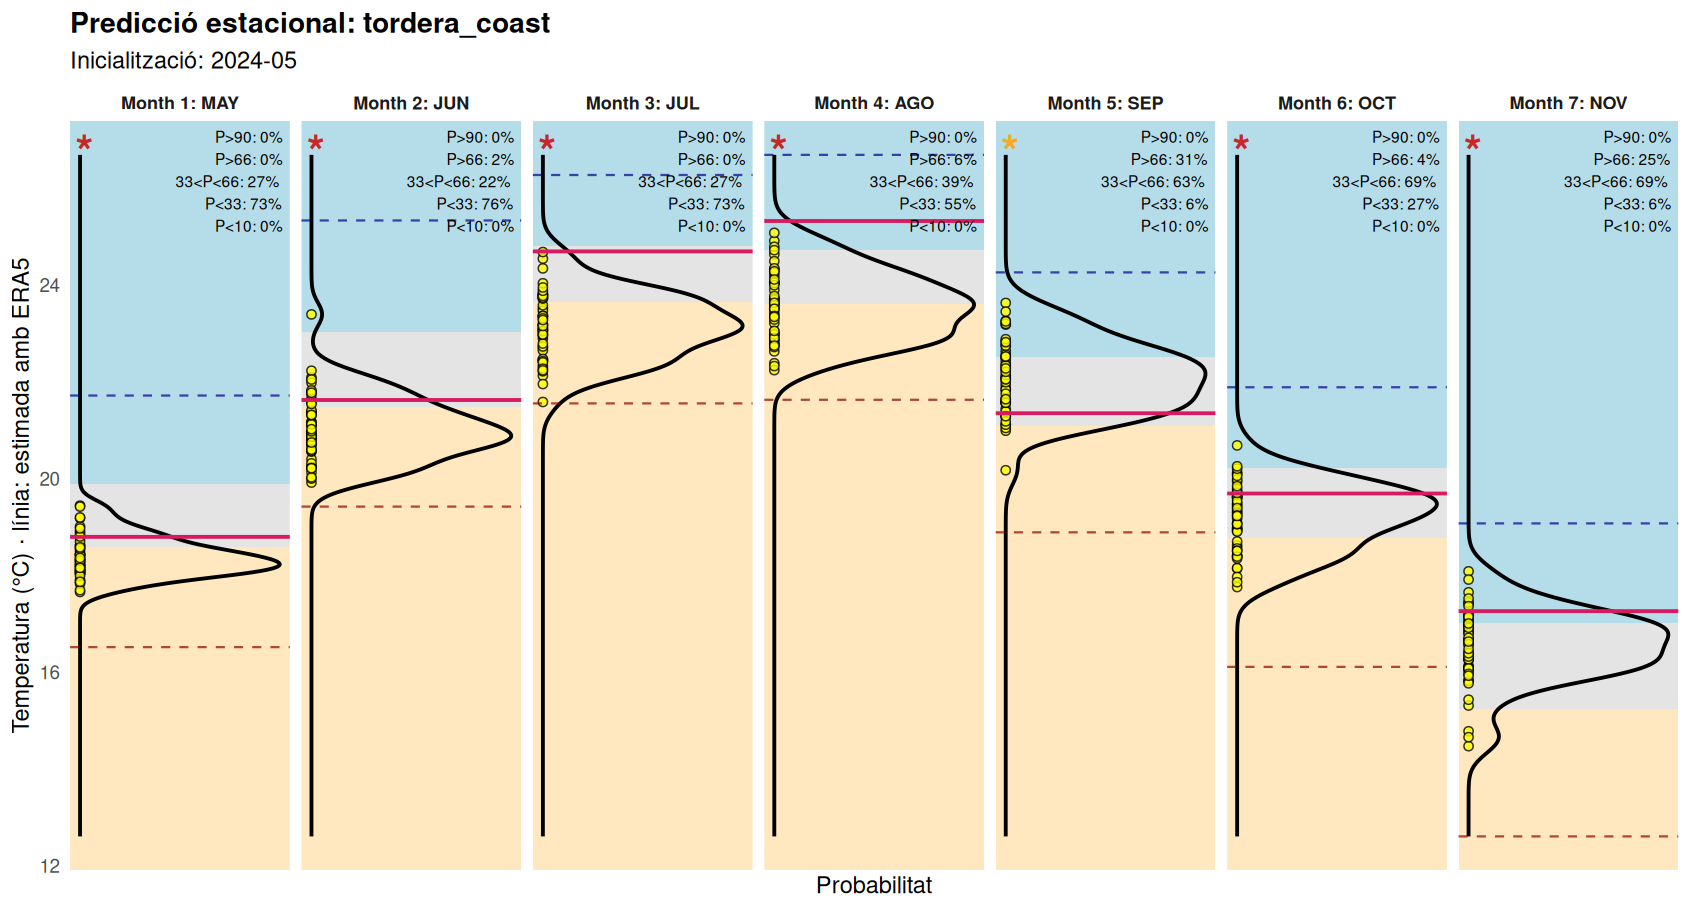 Predicció estacional: tordera_coast
Inicialització: 2024-05
Month 1: MAY
Month 2: JUN
Month 3: JUL
Month 4: AGO
Month 5: SEP
Month 6: OCT
Month 7: NOV
P>90: 0%
P>66: 0%
33<P<66: 27%
P<33: 73%
P<10: 0%
P>90: 0%
P>66: 2%
33<P<66: 22%
P<33: 76%
P<10: 0%
P>90: 0%
P>66: 0%
33<P<66: 27%
P<33: 73%
P<10: 0%
P>90: 0%
P>66: 6%
33<P<66: 39%
P<33: 55%
P<10: 0%
P>90: 0%
P>66: 31%
33<P<66: 63%
P<33: 6%
P<10: 0%
P>90: 0%
P>66: 4%
33<P<66: 69%
P<33: 27%
P<10: 0%
P>90: 0%
P>66: 25%
33<P<66: 69%
P<33: 6%
P<10: 0%
Temperatura (°C) · línia: estimada amb ERA5
24
20
16
12
Probabilitat